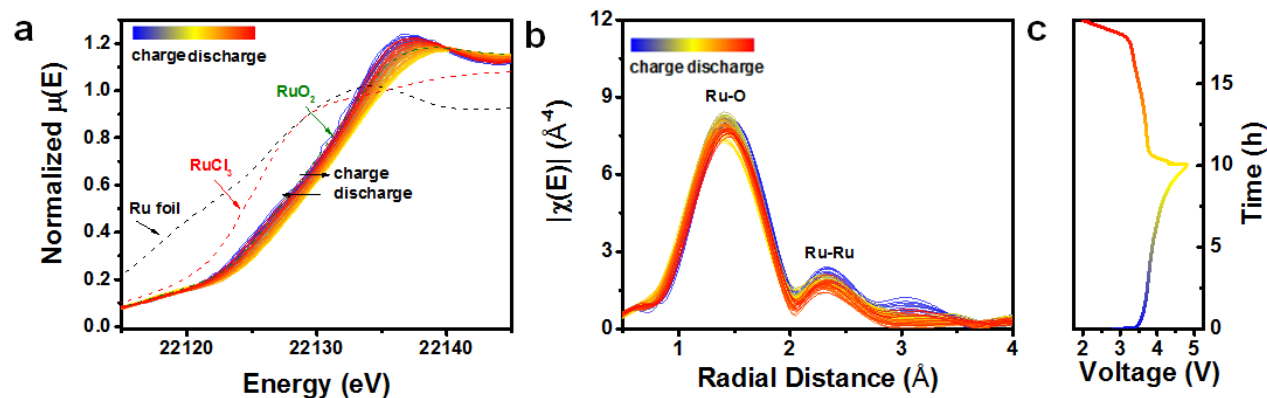 a
charge discharge
RuO2
RuCl3
charge
discharge
Ru foil
Normalized μ(E)
1.2
1.0
0.8
0.6
0.4
0.2
0.0
22120
22130
22140
Energy (eV)
b
charge discharge
Ru-O
Ru-Ru
|χ(E)| (Å-4)
12
9
6
3
0
1
2
3
4
Radial Distance (Å)
c
15
10
5
0
Time (h)
2
3
4
5
Voltage (V)